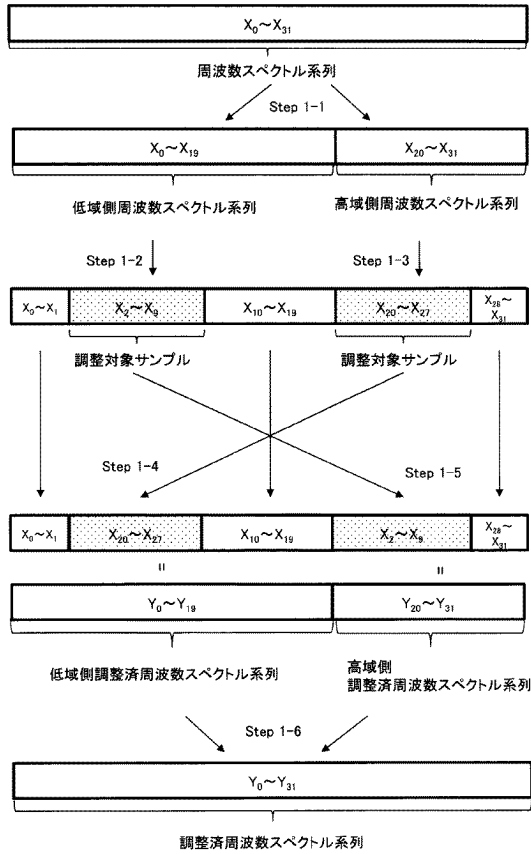 X₀~X₃₁
周波数スペクトル系列
Step 1-1
X₀~X₁₉ X₂₀~X₃₁
低域側周波数スペクトル系列 高域側周波数スペクトル系列
Step 1-2 Step 1-3
X₀~X₁ X₂~X₉ X₁₀~X₁₉ X₂₀~X₂₇ X₂₈~
X₃₁
調整対象サンプル 調整対象サンプル
Step 1-4 Step 1-5
X₀~X₁ X₂₀~X₂₇ X₁₀~X₁₉ X₂~X₉ X₂₈~
X₃₁
= =
Y₀~Y₁₉ Y₂₀~Y₃₁
低域側調整済周波数スペクトル系列 高域側
調整済周波数スペクトル系列
Step 1-6
Y₀~Y₃₁
調整済周波数スペクトル系列